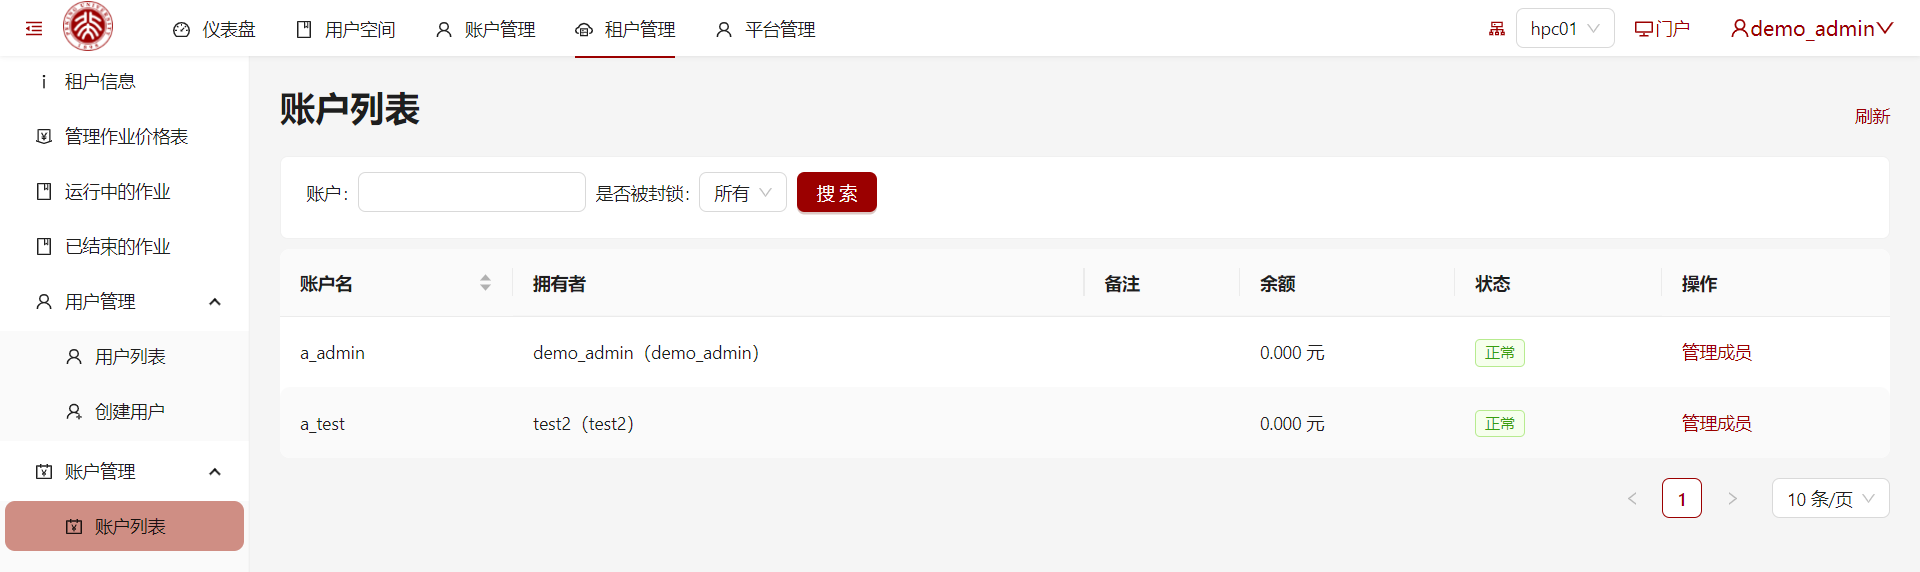 仪表盘 用户空间 账户管理 租户管理 平台管理 hpc01 门户 demo_admin
租户信息
管理作业价格表
运行中的作业
已结束的作业
用户管理
用户列表
创建用户
账户管理
账户列表
账户列表
刷新
账户: 是否被封锁: 所有 搜 索
账户名 拥有者 备注 余额 状态 操作
a_admin demo_admin（demo_admin） 0.000 元 正常 管理成员
a_test test2（test2） 0.000 元 正常 管理成员
1 10 条/页